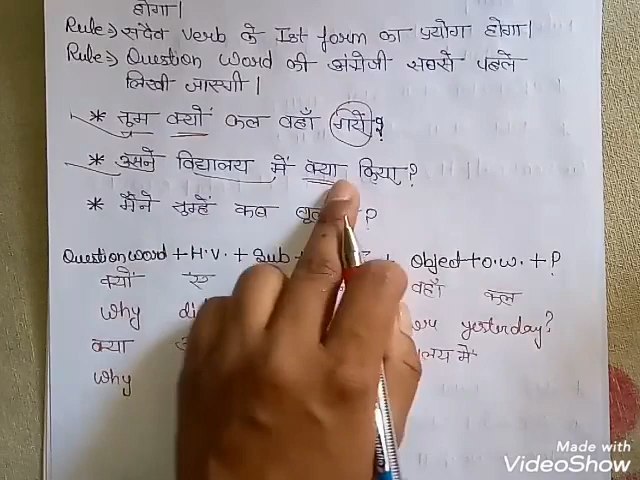 होगा।
Rule⇒ सदैव verb के Ist form का प्रयोग होगा।
Rule⇒ Question word की अंग्रेजी सबसे पहले
लिखी जाएगी।
* तुम क्यों कल वहाँ गये?
* उसने विद्यालय में क्या किया?
* मैंने तुम्हें कब ?
Question word + H.V. + Sub + + object + o.w. + ?
क्यों वहाँ कल
why yesterday?
क्या में
why
Made with
VideoShow